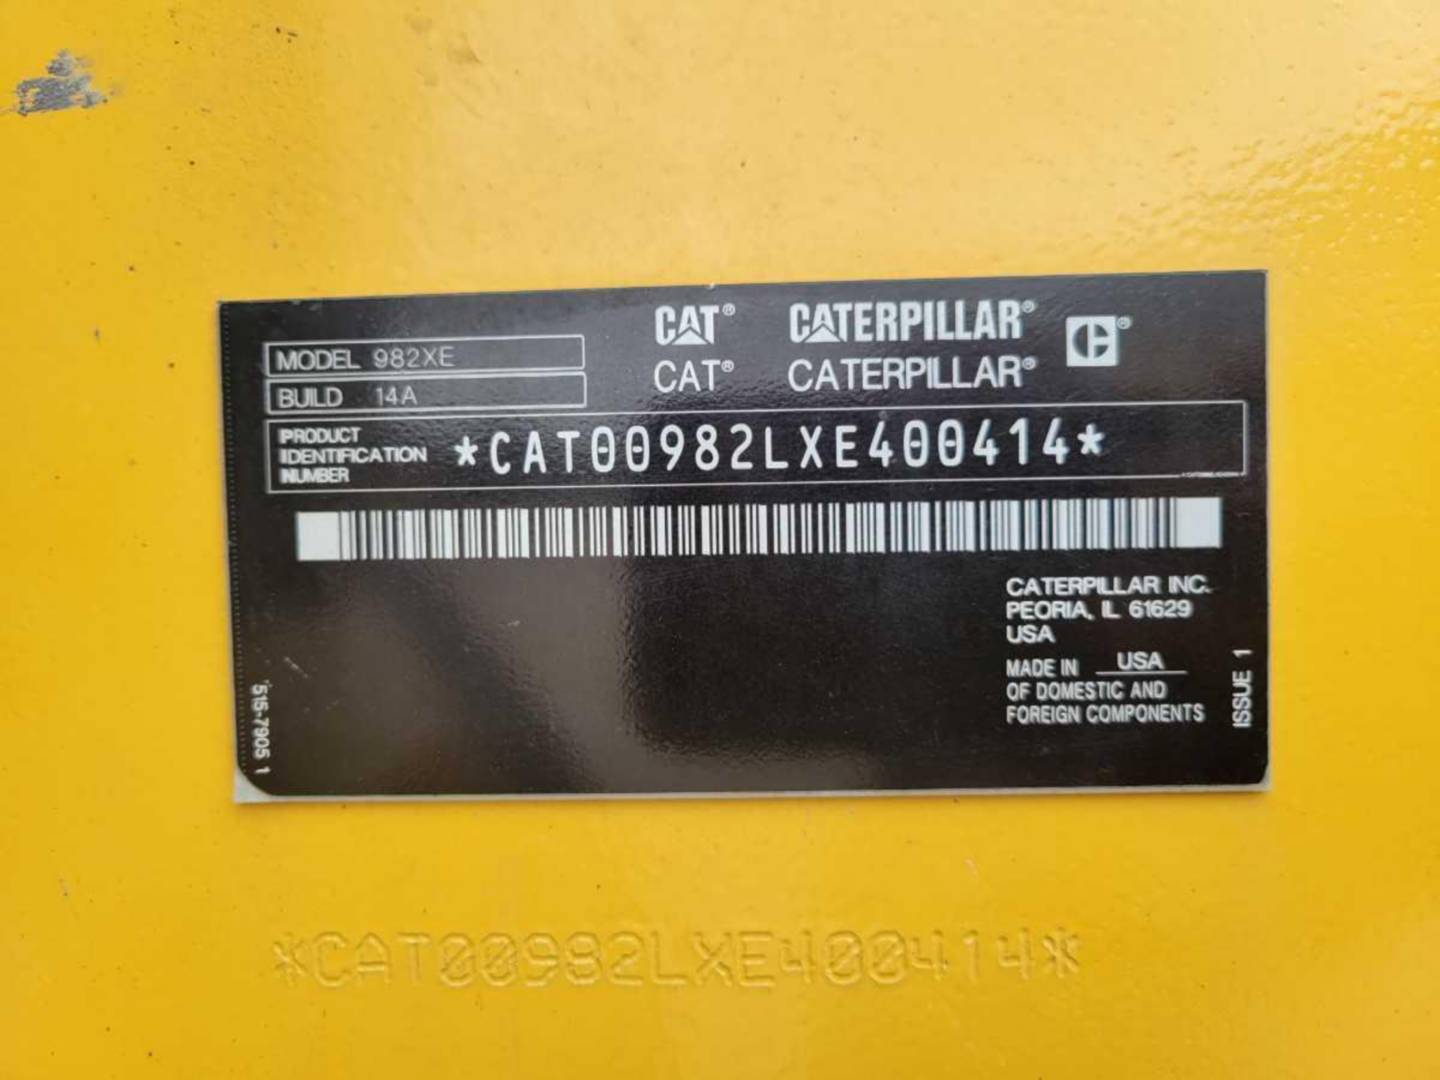 CAT® CATERPILLAR®
CAT® CATERPILLAR®
MODEL 982XE
BUILD 14A
PRODUCT
IDENTIFICATION
NUMBER
*CAT00982LXE400414*
CATERPILLAR INC.
PEORIA, IL 61629
USA
MADE IN USA
OF DOMESTIC AND
FOREIGN COMPONENTS
ISSUE 1
515-7905 1
*CAT00982LXE400414*